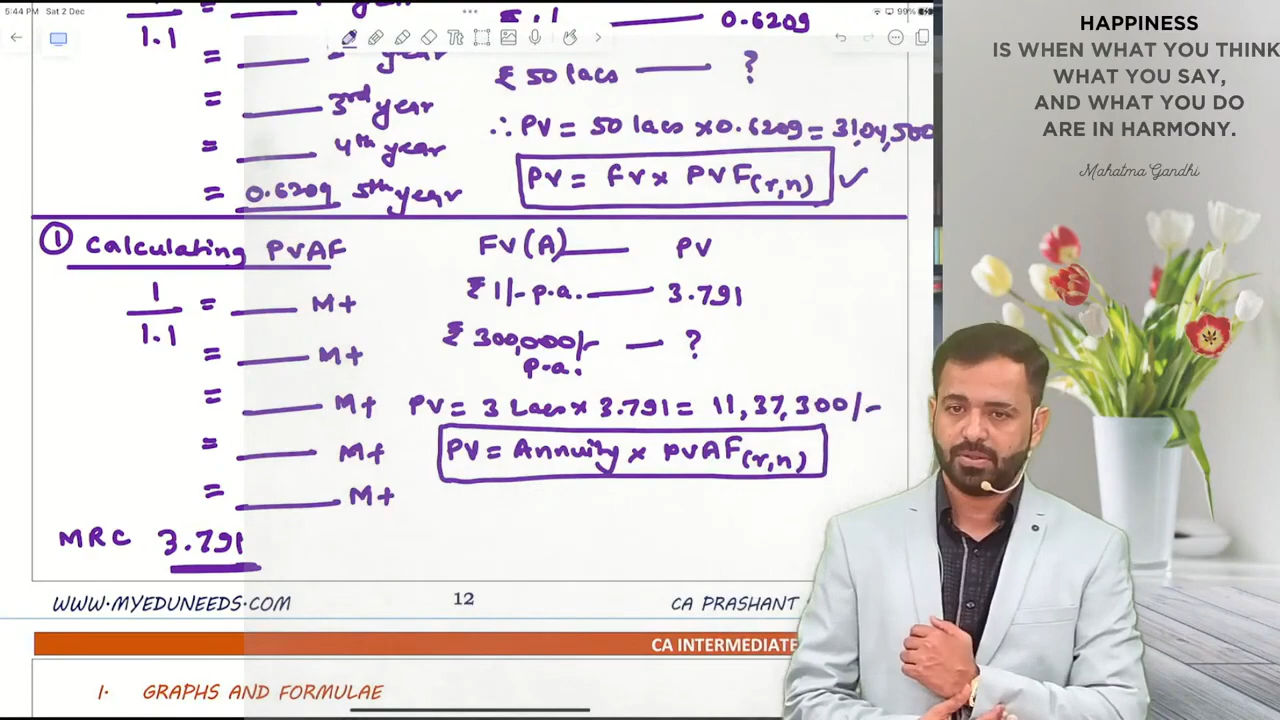 5:44 PM Sat 2 Dec
99%
1.1
= year
= year
= 3rd year
= 4th year
= 0.6209 5th year
0.6209
₹ 50 lacs ?
∴ PV = 50 lacs x 0.6209 = 31,04,500
PV = FV x PVF(r,n) ✓
① Calculating PVAF
1
1.1
= M+
= M+
= M+
= M+
= M+
MRC 3.791
FV(A) PV
₹ 1/- p.a. 3.791
₹ 300,000/- ?
p.a.
PV = 3 Lacs x 3.791 = 11,37,300/-
PV = Annuity x PVAF(r,n)
WWW.MYEDUNEEDS.COM 12 CA PRASHANT
CA INTERMEDIATE
1. GRAPHS AND FORMULAE
HAPPINESS
IS WHEN WHAT YOU THINK
WHAT YOU SAY,
AND WHAT YOU DO
ARE IN HARMONY.
Mahatma Gandhi